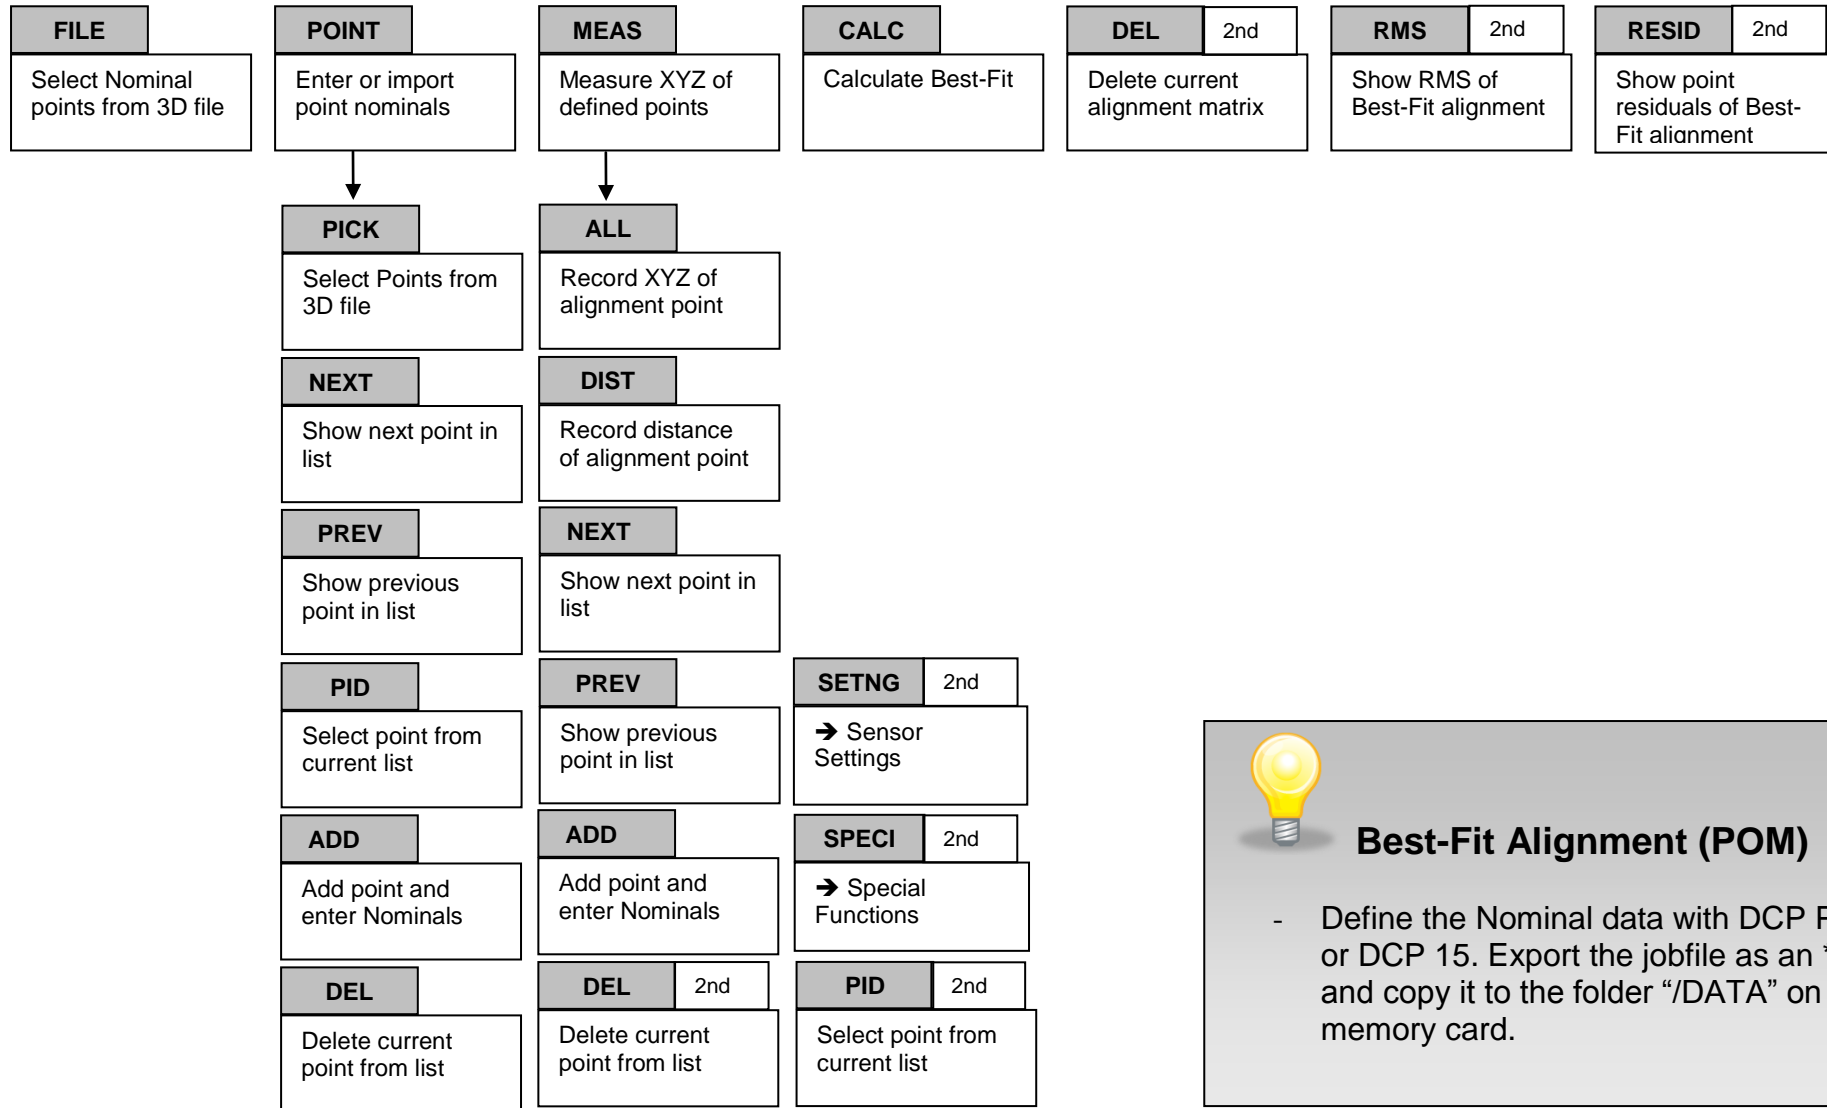 FILE
Select Nominal
points from 3D file
POINT
Enter or import
point nominals
MEAS
Measure XYZ of
defined points
CALC
Calculate Best-Fit
DEL 2nd
Delete current
alignment matrix
RMS 2nd
Show RMS of
Best-Fit alignment
RESID 2nd
Show point
residuals of Best-
Fit alignment
PICK
Select Points from
3D file
NEXT
Show next point in
list
PREV
Show previous
point in list
PID
Select point from
current list
ADD
Add point and
enter Nominals
DEL
Delete current
point from list
ALL
Record XYZ of
alignment point
DIST
Record distance
of alignment point
NEXT
Show next point in
list
PREV
Show previous
point in list
ADD
Add point and
enter Nominals
DEL 2nd
Delete current
point from list
SETNG 2nd
➔ Sensor
Settings
SPECI 2nd
➔ Special
Functions
PID 2nd
Select point from
current list
Best-Fit Alignment (POM)
- Define the Nominal data with DCP
or DCP 15. Export the jobfile as an
and copy it to the folder “/DATA” on
memory card.